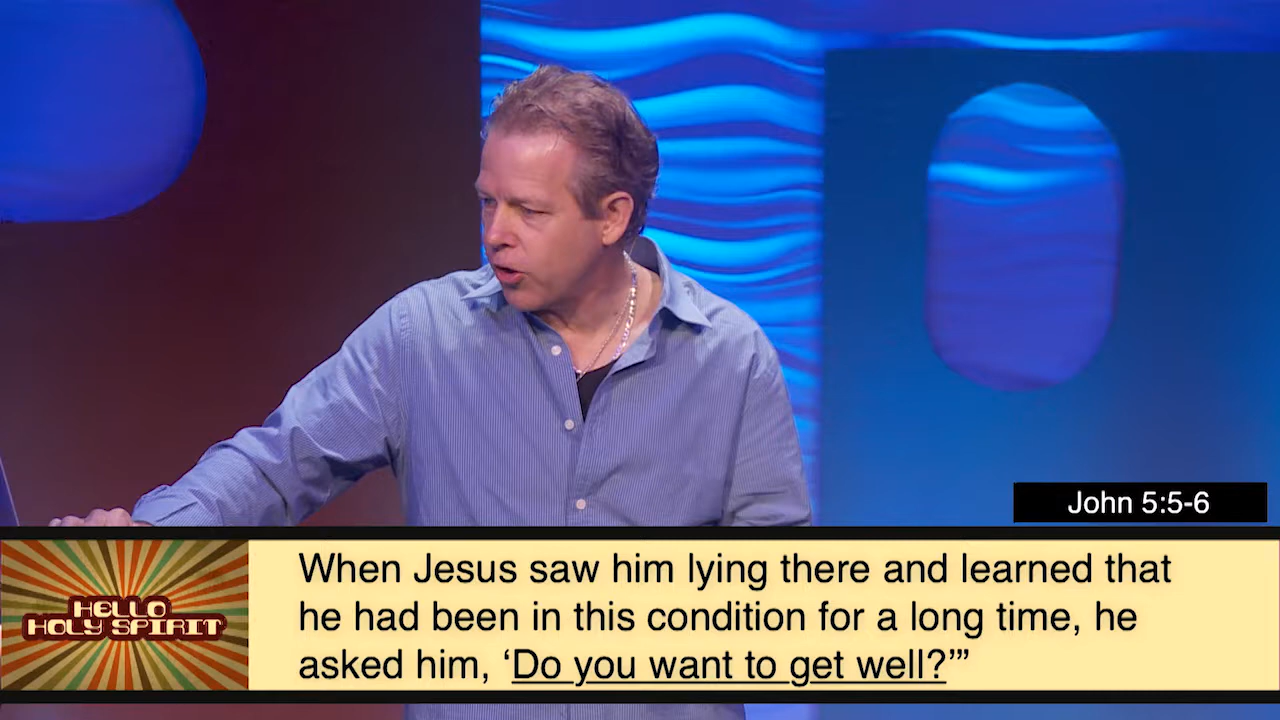 John 5:5-6
HELLO
HOLY SPIRIT
When Jesus saw him lying there and learned that
he had been in this condition for a long time, he
asked him, ‘Do you want to get well?’”